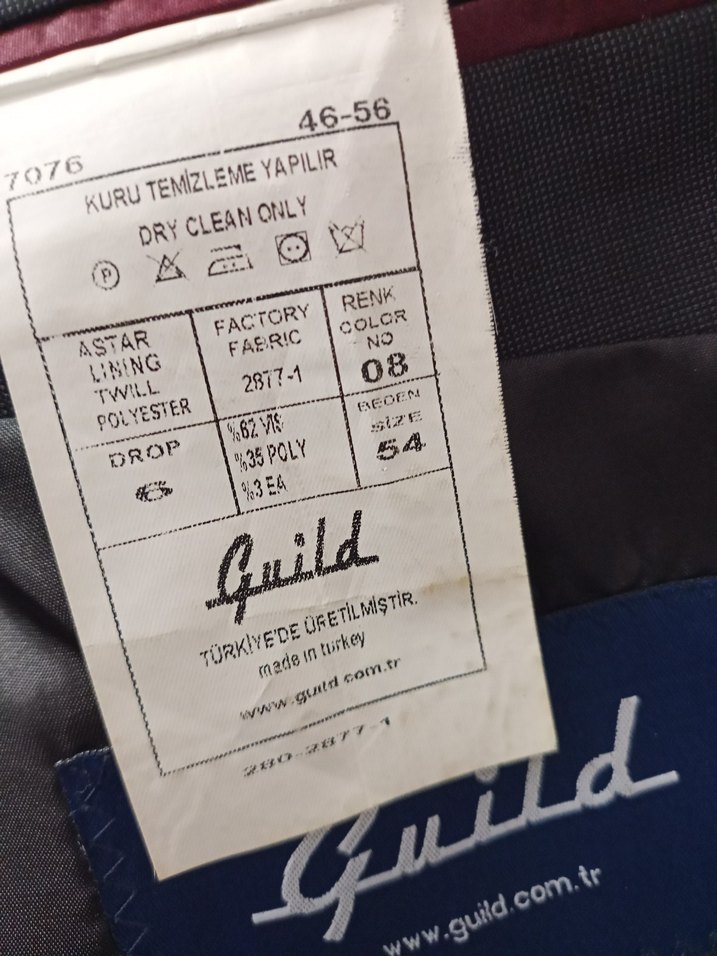 7076
46-56
KURU TEMİZLEME YAPILIR
DRY CLEAN ONLY
P
ASTAR
LINING
TWILL
POLYESTER
FACTORY
FABRIC
2877-1
RENK
COLOR
NO
08
DROP
6
%62 VIS
%35 POLY
%3 EA
BEDEN
SIZE
54
Guild
TÜRKİYE'DE ÜRETİLMİŞTİR.
made in turkey
www.guild.com.tr
280-2877-1
Guild
www.guild.com.tr